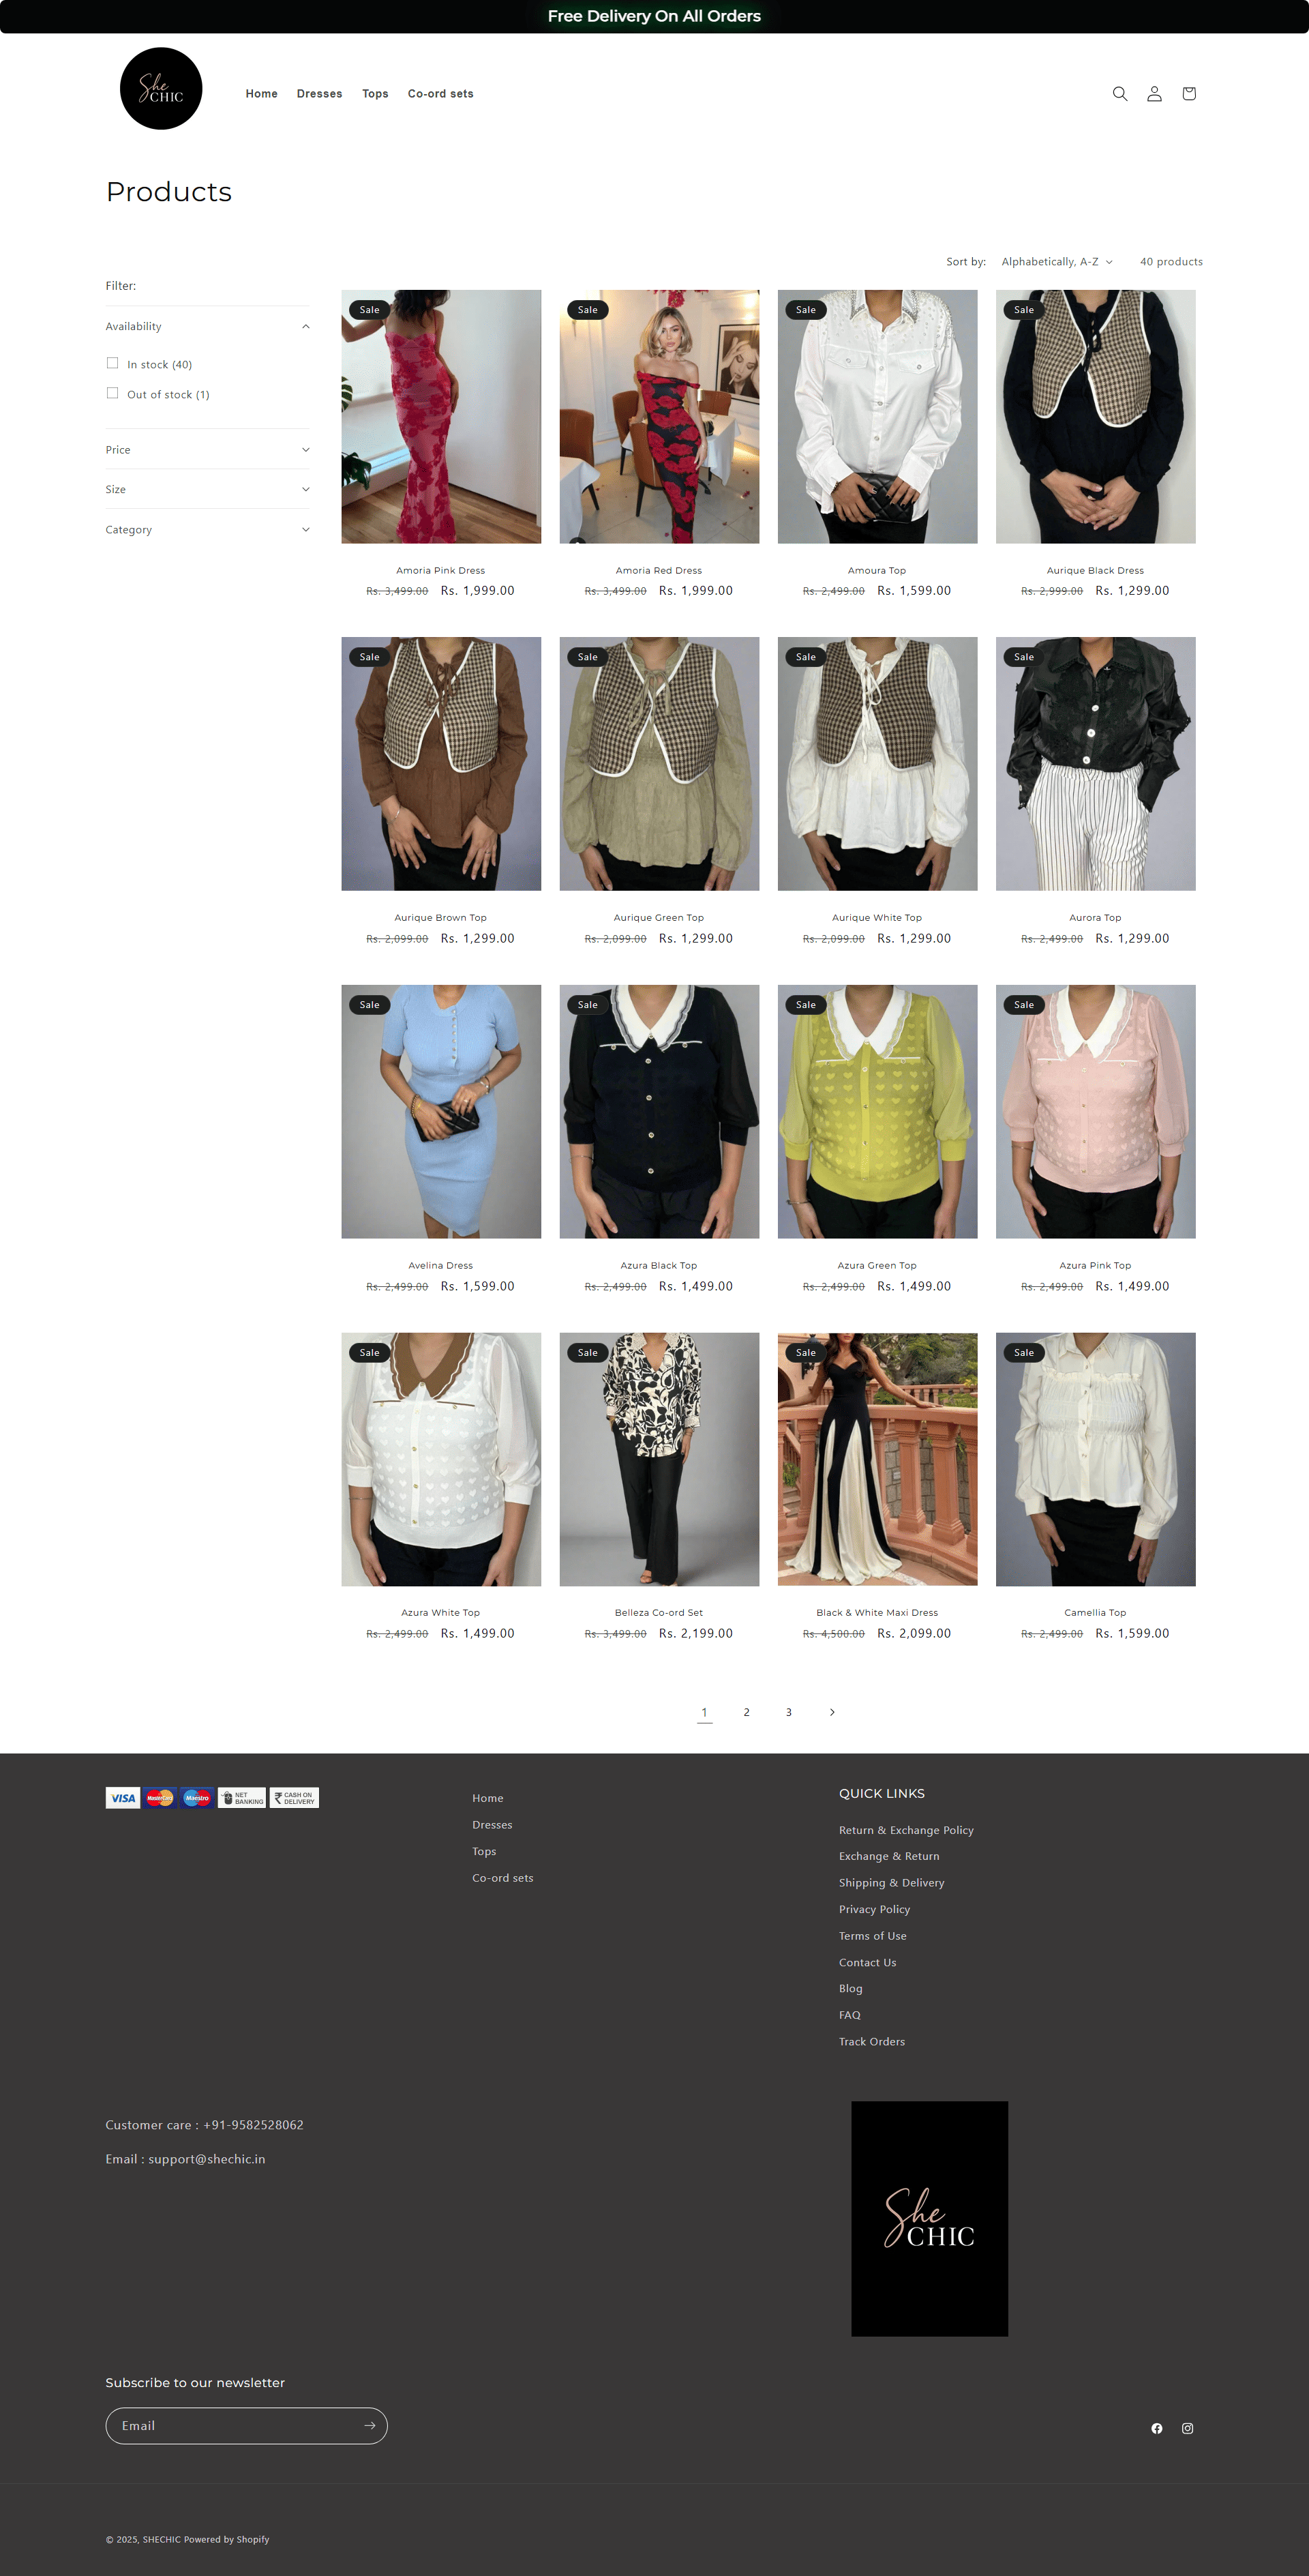 Free Delivery On All Orders
She
CHIC
Home Dresses Tops Co-ord sets
Products
Sort by: Alphabetically, A-Z 40 products
Filter:
Availability
In stock (40)
Out of stock (1)
Price
Size
Category
Sale Sale Sale Sale
Amoria Pink Dress Amoria Red Dress Amoura Top Aurique Black Dress
Rs. 3,499.00 Rs. 1,999.00 Rs. 3,499.00 Rs. 1,999.00 Rs. 2,499.00 Rs. 1,599.00 Rs. 2,999.00 Rs. 1,299.00
Sale Sale Sale Sale
Aurique Brown Top Aurique Green Top Aurique White Top Aurora Top
Rs. 2,099.00 Rs. 1,299.00 Rs. 2,099.00 Rs. 1,299.00 Rs. 2,099.00 Rs. 1,299.00 Rs. 2,499.00 Rs. 1,299.00
Sale Sale Sale Sale
Avelina Dress Azura Black Top Azura Green Top Azura Pink Top
Rs. 2,499.00 Rs. 1,599.00 Rs. 2,499.00 Rs. 1,499.00 Rs. 2,499.00 Rs. 1,499.00 Rs. 2,499.00 Rs. 1,499.00
Sale Sale Sale Sale
Azura White Top Belleza Co-ord Set Black & White Maxi Dress Camellia Top
Rs. 2,499.00 Rs. 1,499.00 Rs. 3,499.00 Rs. 2,199.00 Rs. 4,500.00 Rs. 2,099.00 Rs. 2,499.00 Rs. 1,599.00
1 2 3
VISA MasterCard Maestro NET BANKING ₹ CASH ON DELIVERY
Home
Dresses
Tops
Co-ord sets
QUICK LINKS
Return & Exchange Policy
Exchange & Return
Shipping & Delivery
Privacy Policy
Terms of Use
Contact Us
Blog
FAQ
Track Orders
Customer care : +91-9582528062
Email : support@shechic.in
She
CHIC
Subscribe to our newsletter
Email
© 2025, SHECHIC Powered by Shopify